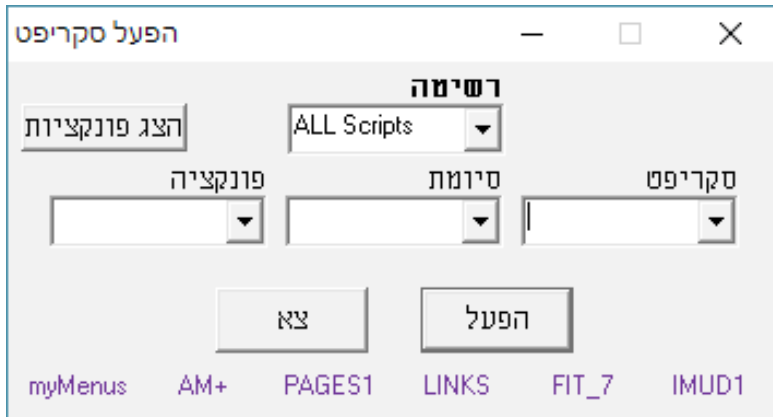 הפעל סקריפט
רשימה
ALL Scripts
הצג פונקציות
סקריפט סיומת פונקציה
הפעל צא
myMenus AM+ PAGES1 LINKS FIT_7 IMUD1